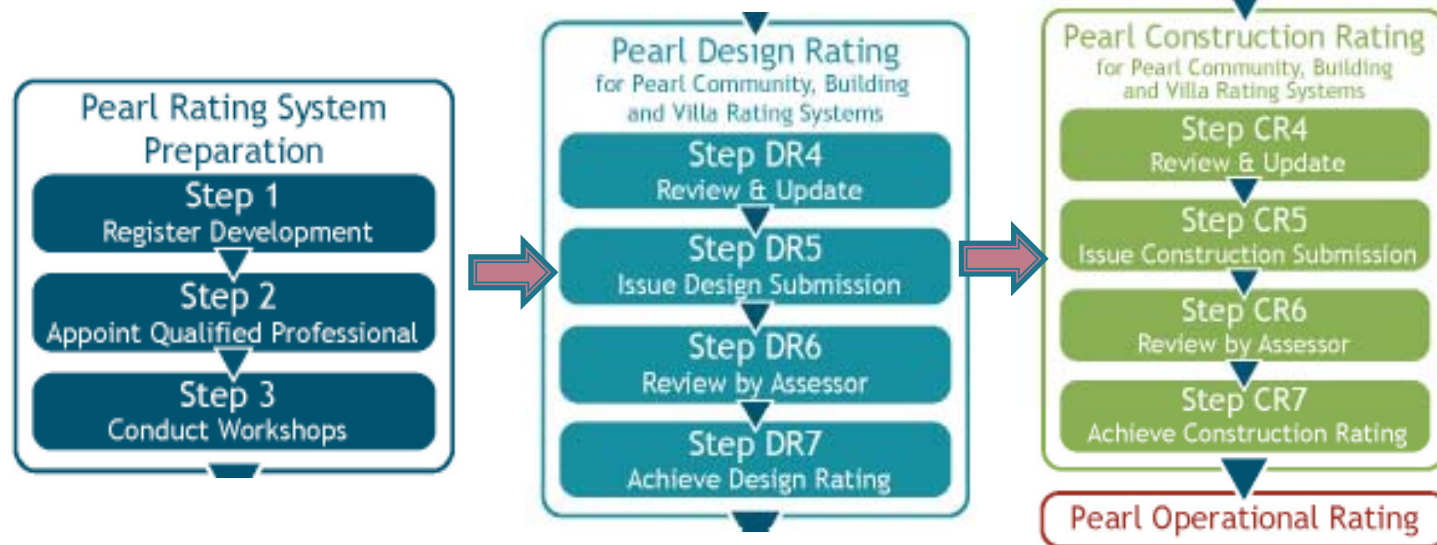 Pearl Rating System
Preparation
Step 1
Register Development
Step 2
Appoint Qualified Professional
Step 3
Conduct Workshops
Pearl Design Rating
for Pearl Community, Building
and Villa Rating Systems
Step DR4
Review & Update
Step DR5
Issue Design Submission
Step DR6
Review by Assessor
Step DR7
Achieve Design Rating
Pearl Construction Rating
for Pearl Community, Building
and Villa Rating Systems
Step CR4
Review & Update
Step CR5
Issue Construction Submission
Step CR6
Review by Assessor
Step CR7
Achieve Construction Rating
Pearl Operational Rating